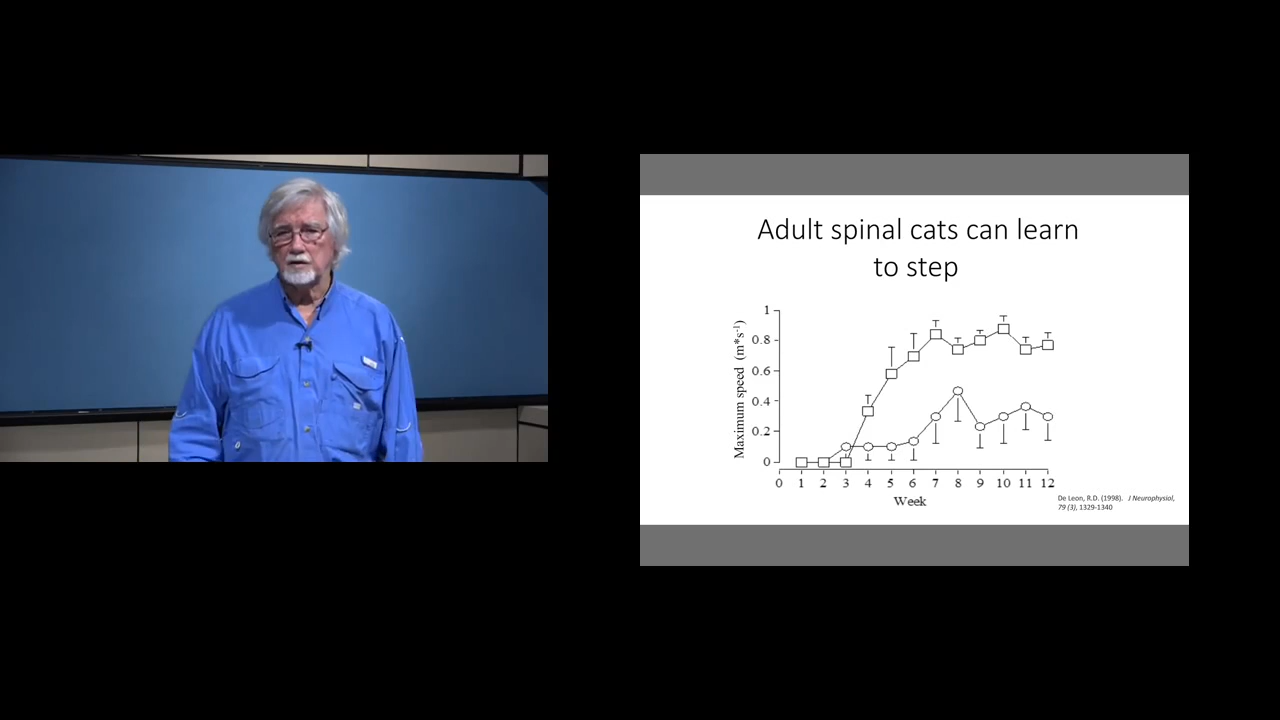 Adult spinal cats can learn
to step
Maximum speed (m*s-1)
1
0.8
0.6
0.4
0.2
0
0 1 2 3 4 5 6 7 8 9 10 11 12
Week
De Leon, R.D. (1998). J Neurophysiol,
79 (3), 1329-1340